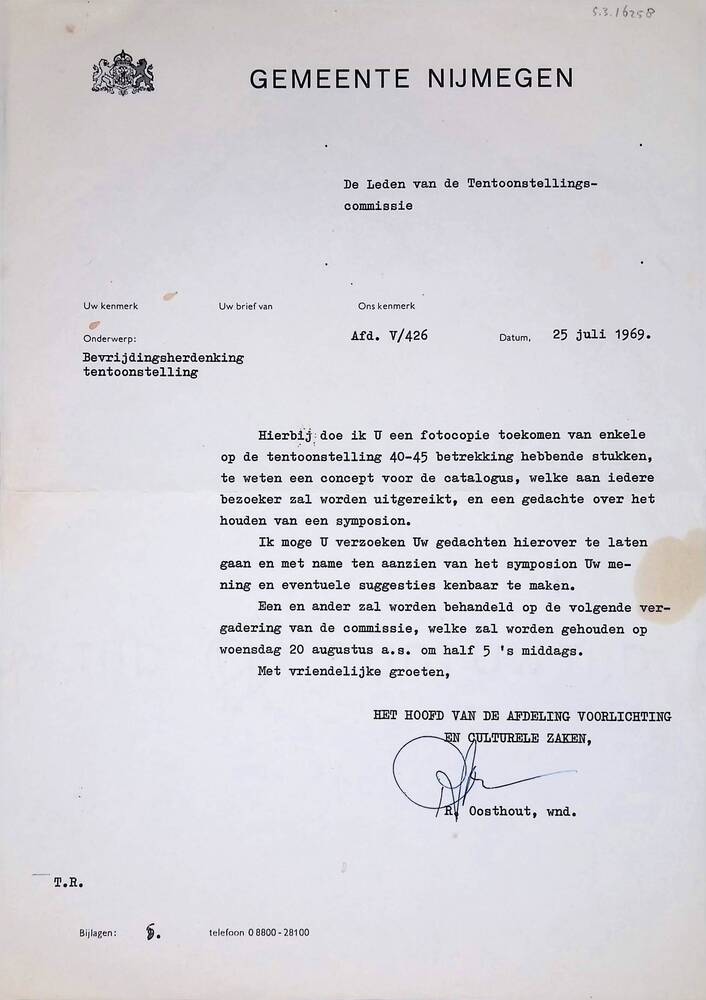 S.3.16258
GEMEENTE NIJMEGEN
De Leden van de Tentoonstellings-
commissie
Uw kenmerk Uw brief van Ons kenmerk
Onderwerp: Afd. V/426 Datum, 25 juli 1969.
Bevrijdingsherdenking
tentoonstelling
Hierbij doe ik U een fotocopie toekomen van enkele
op de tentoonstelling 40-45 betrekking hebbende stukken,
te weten een concept voor de catalogus, welke aan iedere
bezoeker zal worden uitgereikt, en een gedachte over het
houden van een symposion.
Ik moge U verzoeken Uw gedachten hierover te laten
gaan en met name ten aanzien van het symposion Uw me-
ning en eventuele suggesties kenbaar te maken.
Een en ander zal worden behandeld op de volgende ver-
gadering van de commissie, welke zal worden gehouden op
woensdag 20 augustus a.s. om half 5 's middags.
Met vriendelijke groeten,
HET HOOFD VAN DE AFDELING VOORLICHTING
EN CULTURELE ZAKEN,
R. Oosthout, wnd.
T.R.
Bijlagen: telefoon 0 8800 - 28100